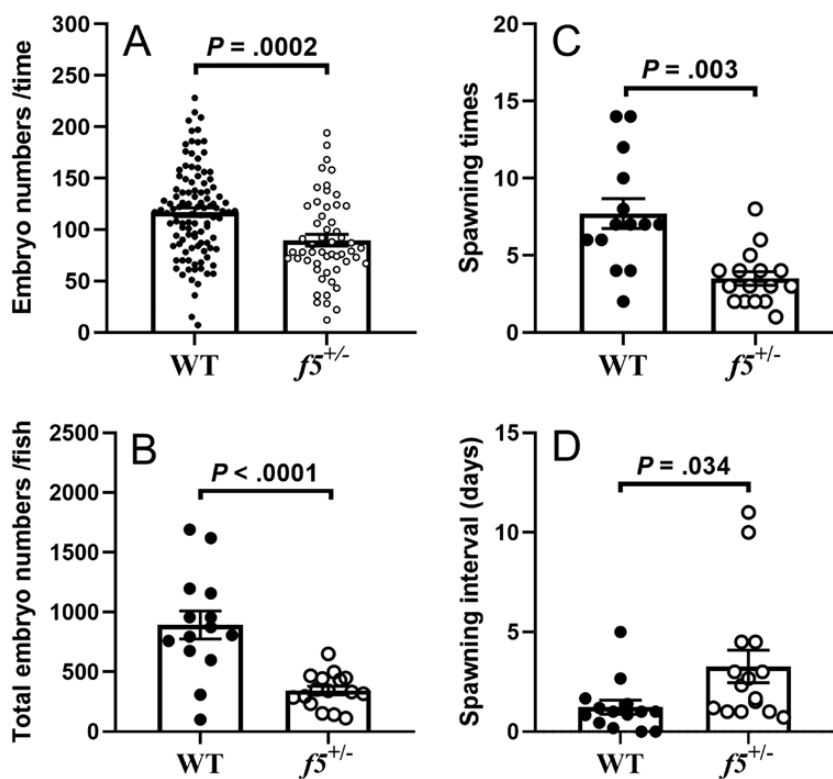 A
P = .0002
Embryo numbers /time
300
250
200
150
100
50
0
WT
f5+/-
C
P = .003
Spawning times
20
15
10
5
0
WT
f5+/-
B
P < .0001
Total embryo numbers /fish
2500
2000
1500
1000
500
0
WT
f5+/-
D
P = .034
Spawning interval (days)
15
10
5
0
WT
f5+/-